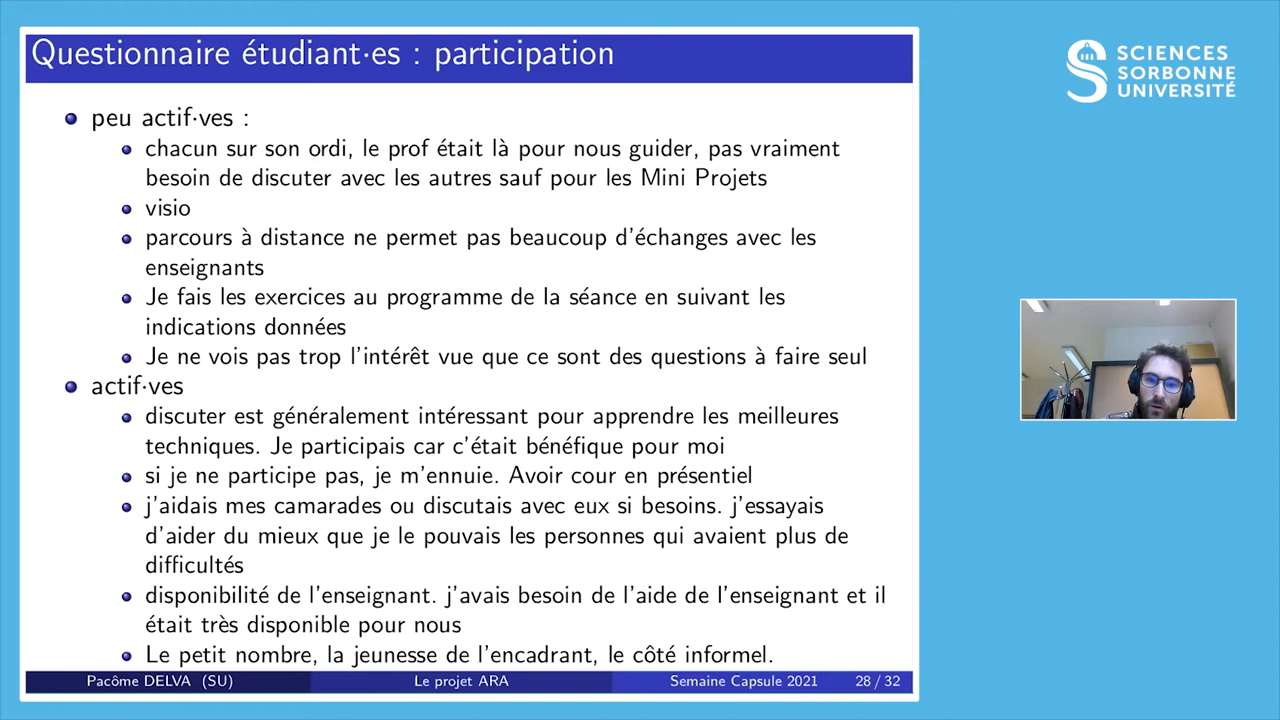 Questionnaire étudiant·es : participation
SCIENCES
SORBONNE
UNIVERSITÉ
peu actif·ves :
chacun sur son ordi, le prof était là pour nous guider, pas vraiment
besoin de discuter avec les autres sauf pour les Mini Projets
visio
parcours à distance ne permet pas beaucoup d'échanges avec les
enseignants
Je fais les exercices au programme de la séance en suivant les
indications données
Je ne vois pas trop l'intérêt vue que ce sont des questions à faire seul
actif·ves
discuter est généralement intéressant pour apprendre les meilleures
techniques. Je participais car c'était bénéfique pour moi
si je ne participe pas, je m'ennuie. Avoir cour en présentiel
j'aidais mes camarades ou discutais avec eux si besoins. j'essayais
d'aider du mieux que je le pouvais les personnes qui avaient plus de
difficultés
disponibilité de l'enseignant. j'avais besoin de l'aide de l'enseignant et il
était très disponible pour nous
Le petit nombre, la jeunesse de l'encadrant, le côté informel.
Pacôme DELVA (SU) Le projet ARA Semaine Capsule 2021 28 / 32